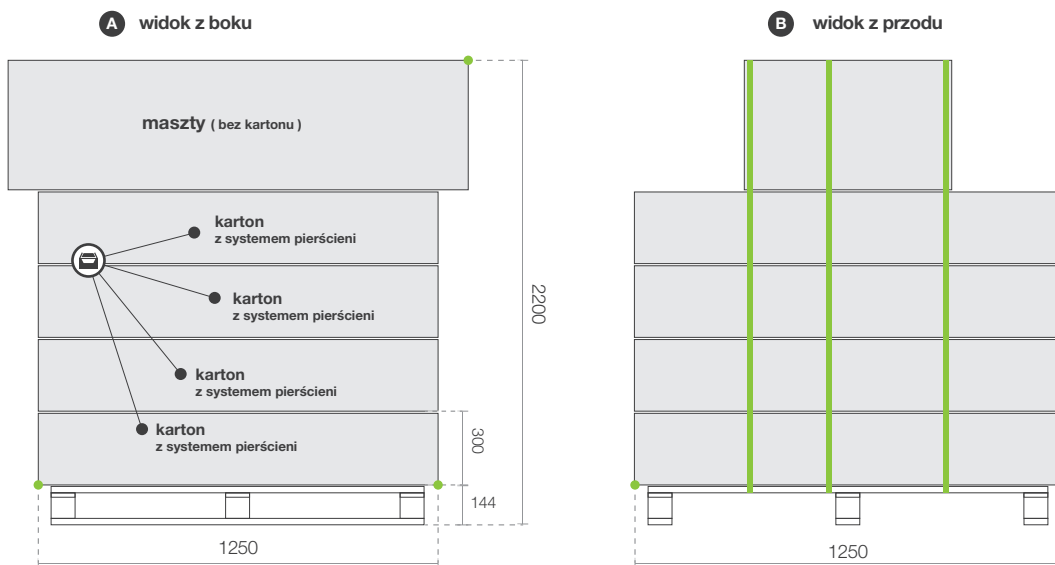 A widok z boku
B widok z przodu
maszty ( bez kartonu )
karton
z systemem pierścieni
karton
z systemem pierścieni
karton
z systemem pierścieni
karton
z systemem pierścieni
2200
300
144
1250
1250